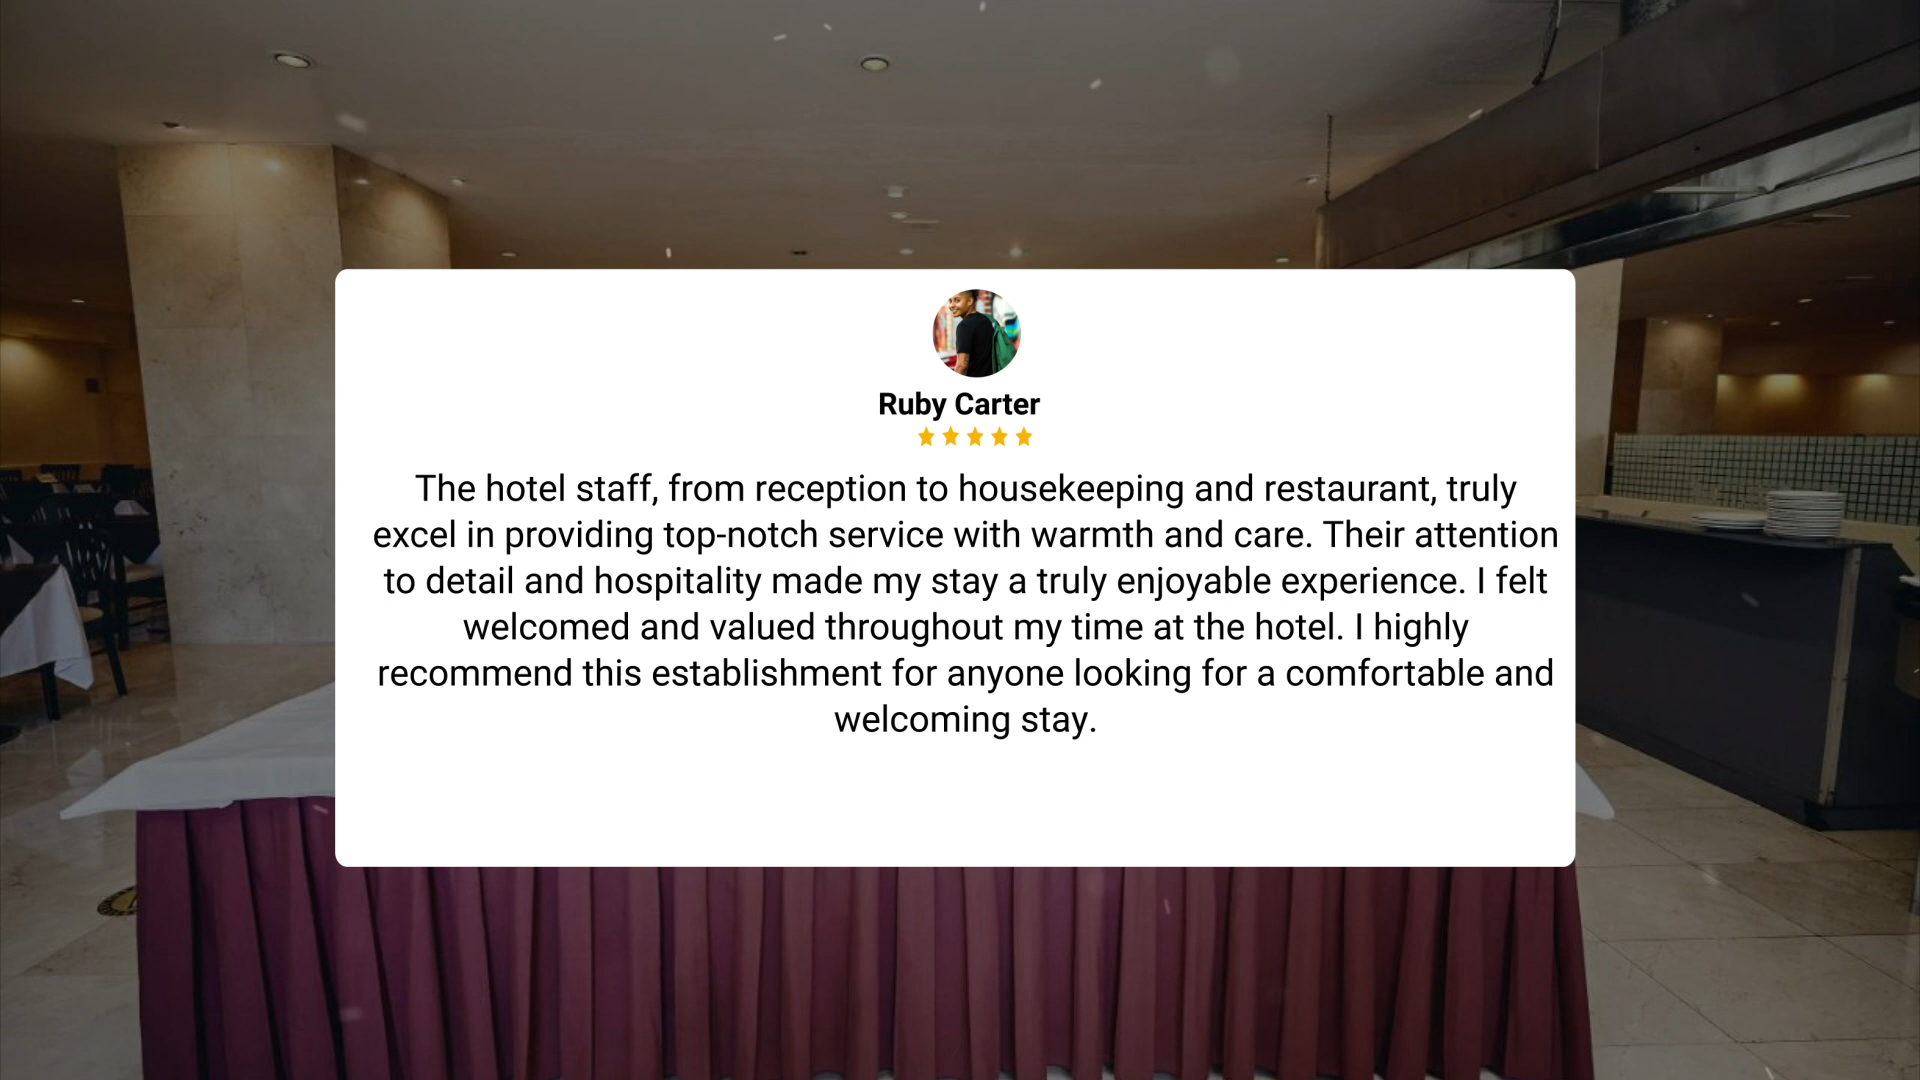 Ruby Carter
The hotel staff, from reception to housekeeping and restaurant, truly
excel in providing top-notch service with warmth and care. Their attention
to detail and hospitality made my stay a truly enjoyable experience. I felt
welcomed and valued throughout my time at the hotel. I highly
recommend this establishment for anyone looking for a comfortable and
welcoming stay.